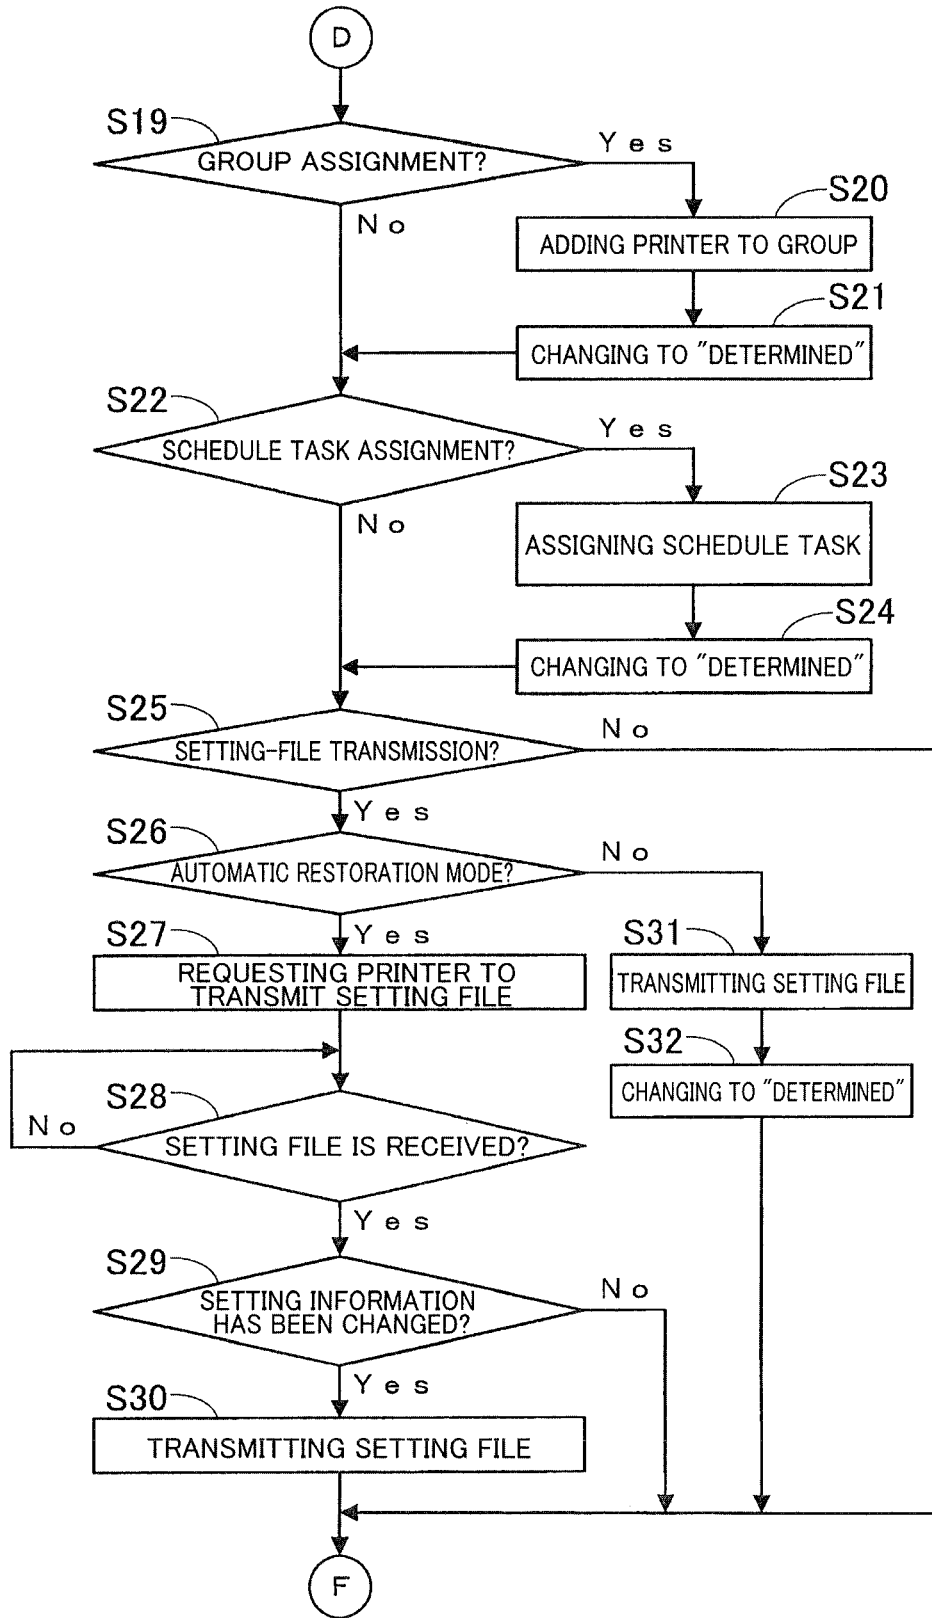 D
S19
GROUP ASSIGNMENT?
Yes
No
S20
ADDING PRINTER TO GROUP
S21
CHANGING TO "DETERMINED"
S22
SCHEDULE TASK ASSIGNMENT?
Yes
No
S23
ASSIGNING SCHEDULE TASK
S24
CHANGING TO "DETERMINED"
S25
SETTING-FILE TRANSMISSION?
No
Yes
S26
AUTOMATIC RESTORATION MODE?
No
Yes
S27
REQUESTING PRINTER TO
TRANSMIT SETTING FILE
S31
TRANSMITTING SETTING FILE
S32
CHANGING TO "DETERMINED"
S28
SETTING FILE IS RECEIVED?
No
Yes
S29
SETTING INFORMATION
HAS BEEN CHANGED?
No
Yes
S30
TRANSMITTING SETTING FILE
F